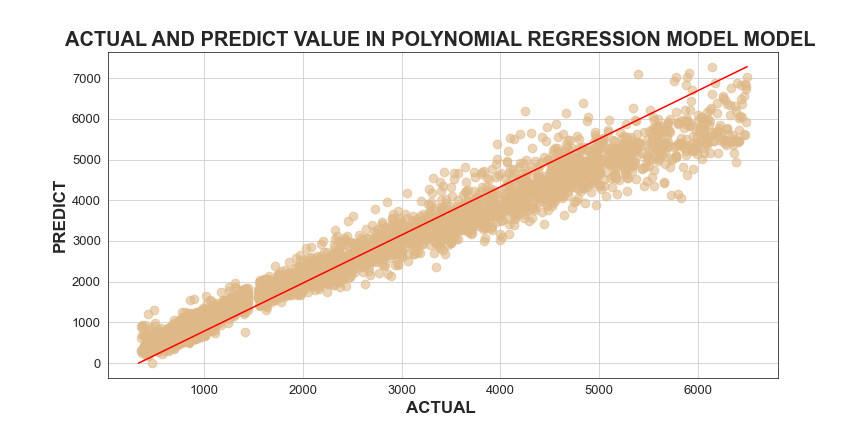 ACTUAL AND PREDICT VALUE IN POLYNOMIAL REGRESSION MODEL MODEL
7000
6000
5000
4000
3000
2000
1000
0
PREDICT
1000 2000 3000 4000 5000 6000
ACTUAL